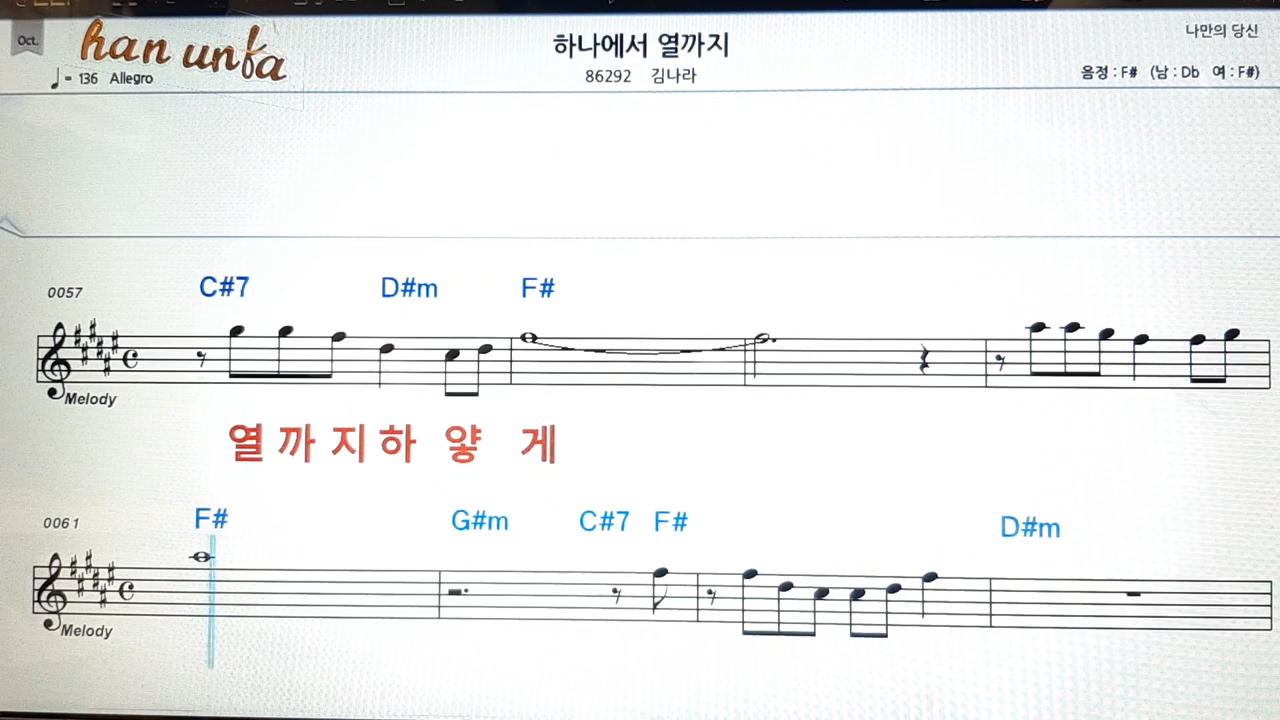 Oct.
han unfa
하나에서 열까지
나만의 당신
♩= 136 Allegro
86292 김나라
음정 : F# (남 : Db 여 : F#)
0057
C#7 D#m F#
Melody
열 까 지 하 얗 게
0061
F# G#m C#7 F# D#m
Melody